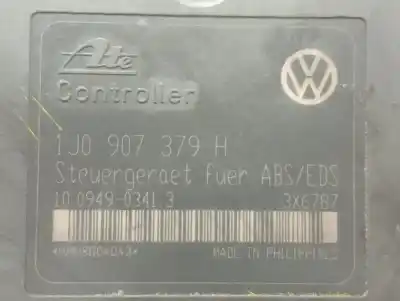 Ate
Controller
1J0 907 379 H
Steuergeraet fuer ABS/EDS
10.0949-0341.3 3X6787
MADE IN PHILIPPINES